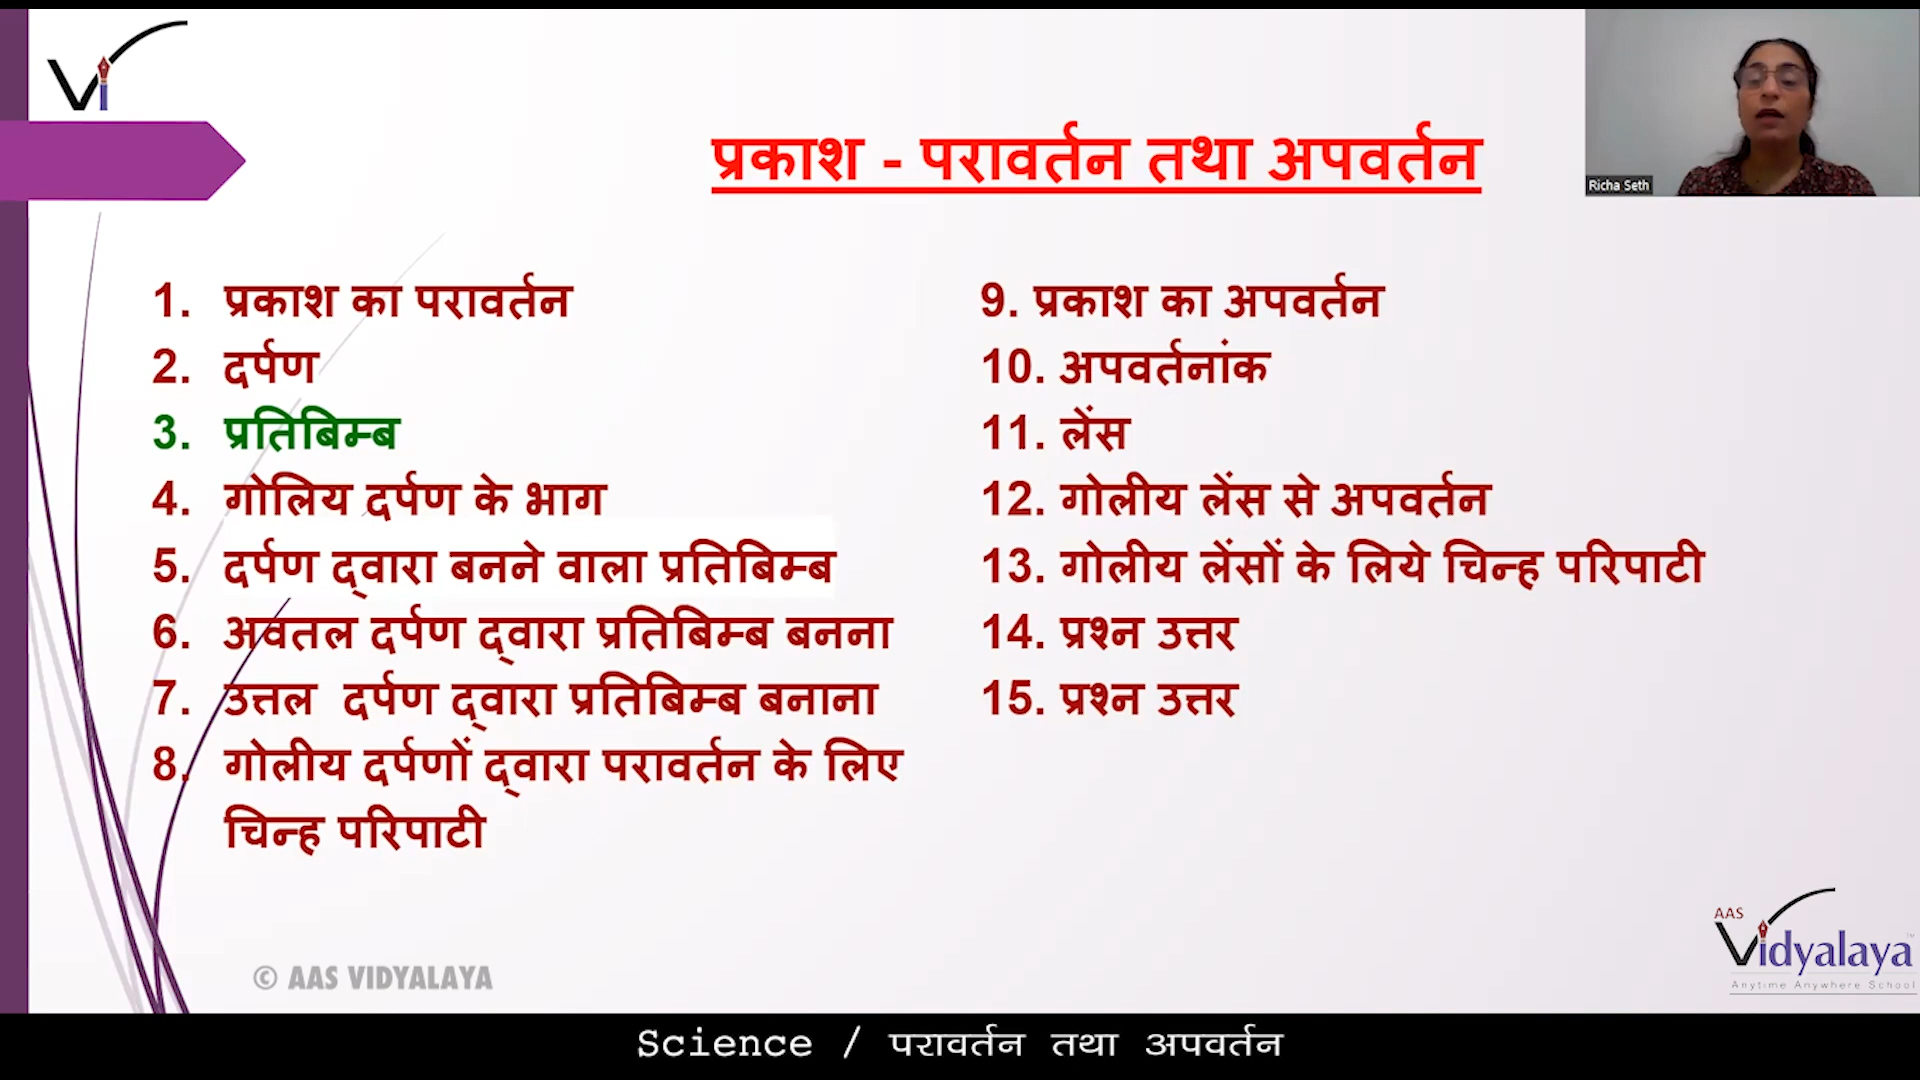 Vi
प्रकाश - परावर्तन तथा अपवर्तन
Richa Seth
1. प्रकाश का परावर्तन
2. दर्पण
3. प्रतिबिम्ब
4. गोलिय दर्पण के भाग
5. दर्पण द्वारा बनने वाला प्रतिबिम्ब
6. अवतल दर्पण द्वारा प्रतिबिम्ब बनना
7. उत्तल दर्पण द्वारा प्रतिबिम्ब बनाना
8. गोलीय दर्पणों द्वारा परावर्तन के लिए
चिन्ह परिपाटी
9. प्रकाश का अपवर्तन
10. अपवर्तनांक
11. लेंस
12. गोलीय लेंस से अपवर्तन
13. गोलीय लेंसों के लिये चिन्ह परिपाटी
14. प्रश्न उत्तर
15. प्रश्न उत्तर
© AAS VIDYALAYA
AAS
Vidyalaya
Anytime Anywhere School
Science / परावर्तन तथा अपवर्तन